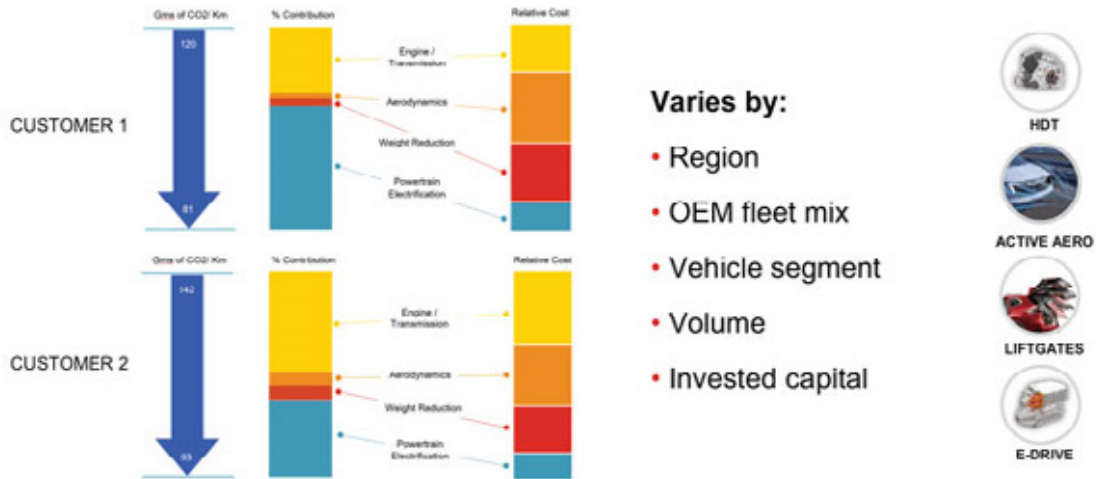 Gms of CO2/ Km
% Contribution
Relative Cost
120
Engine /
Transmission
Aerodynamics
CUSTOMER 1
Weight Reduction
Powertrain
Electrification
81
Gms of CO2/ Km
% Contribution
Relative Cost
142
Engine /
Transmission
CUSTOMER 2
Aerodynamics
Weight Reduction
Powertrain
Electrification
Varies by:
• Region
• OEM fleet mix
• Vehicle segment
• Volume
• Invested capital
HDT
ACTIVE AERO
LIFTGATES
E-DRIVE